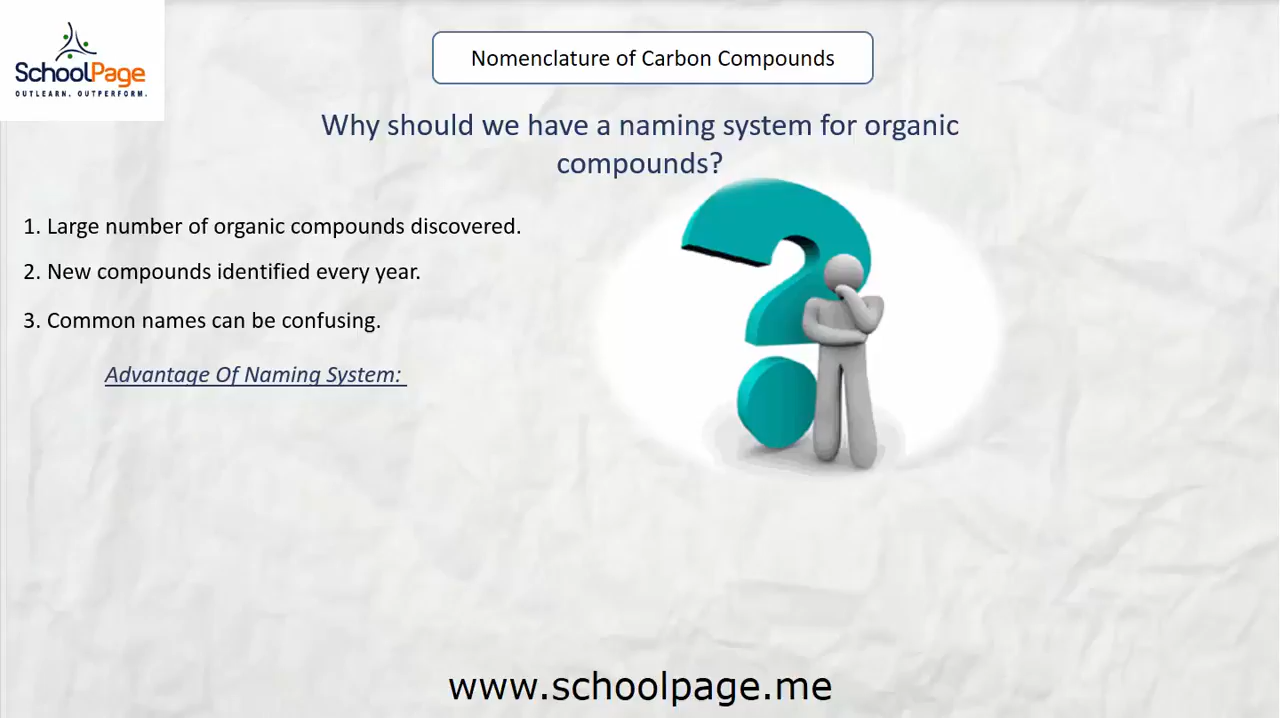 SchoolPage
OUTLEARN. OUTPERFORM.
Nomenclature of Carbon Compounds
Why should we have a naming system for organic
compounds?
1. Large number of organic compounds discovered.
2. New compounds identified every year.
3. Common names can be confusing.
Advantage Of Naming System:
www.schoolpage.me